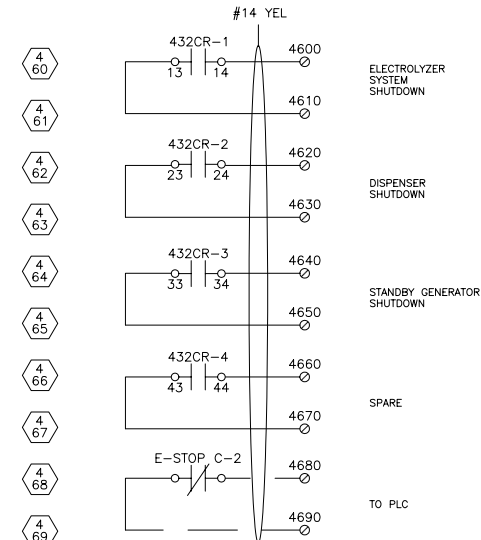 #14 YEL
4
60
432CR-1
13 14
4600
ELECTROLYZER
SYSTEM
SHUTDOWN
4
61
4610
4
62
432CR-2
23 24
4620
DISPENSER
SHUTDOWN
4
63
4630
4
64
432CR-3
33 34
4640
STANDBY GENERATOR
SHUTDOWN
4
65
4650
4
66
432CR-4
43 44
4660
SPARE
4
67
4670
4
68
E-STOP C-2
4680
TO PLC
4
69
4690